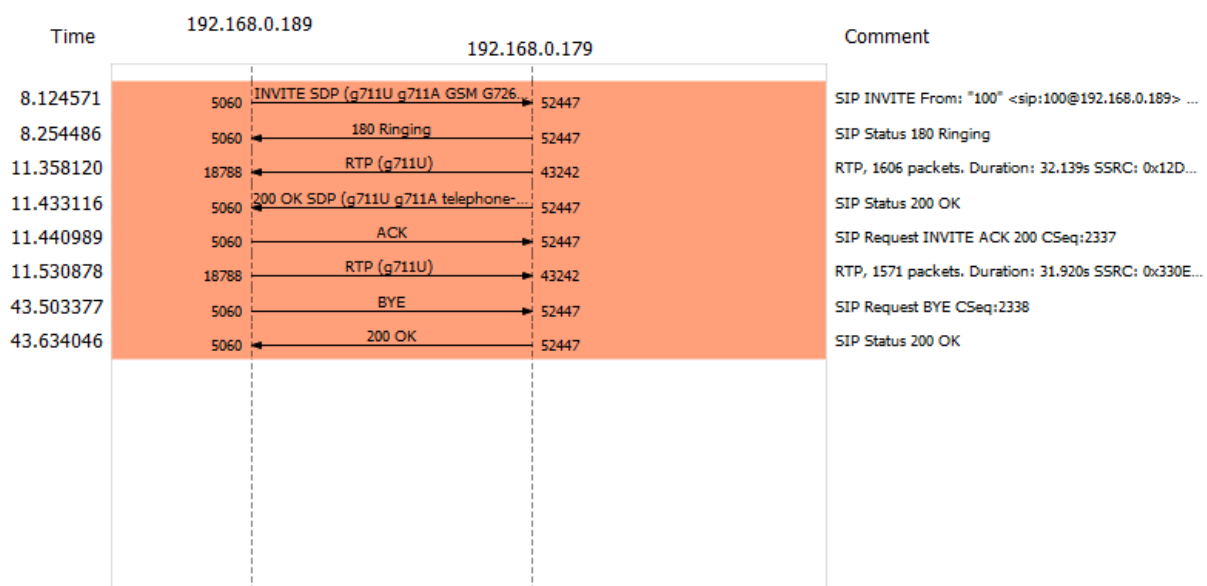 Time 192.168.0.189 192.168.0.179 Comment
8.124571 5060 INVITE SDP (g711U g711A GSM G726... 52447 SIP INVITE From: "100" <sip:100@192.168.0.189> ...
8.254486 5060 180 Ringing 52447 SIP Status 180 Ringing
11.358120 18788 RTP (g711U) 43242 RTP, 1606 packets. Duration: 32.139s SSRC: 0x12D...
11.433116 5060 200 OK SDP (g711U g711A telephone-... 52447 SIP Status 200 OK
11.440989 5060 ACK 52447 SIP Request INVITE ACK 200 CSeq:2337
11.530878 18788 RTP (g711U) 43242 RTP, 1571 packets. Duration: 31.920s SSRC: 0x330E...
43.503377 5060 BYE 52447 SIP Request BYE CSeq:2338
43.634046 5060 200 OK 52447 SIP Status 200 OK